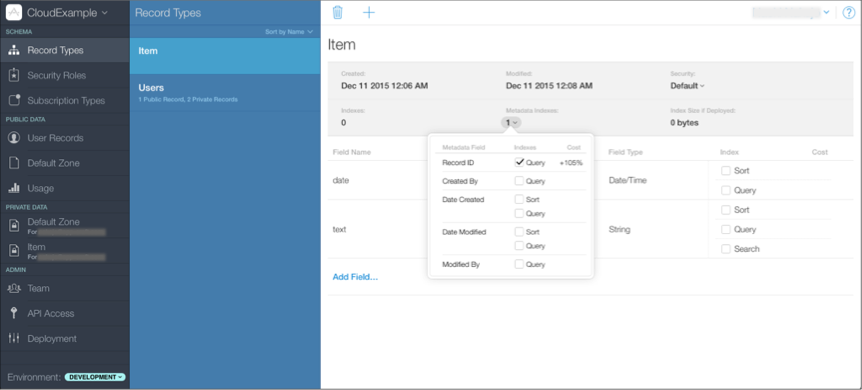 CloudExample
SCHEMA
Record Types
Security Roles
Subscription Types
PUBLIC DATA
User Records
Default Zone
Usage
PRIVATE DATA
Default Zone
For
Item
For
ADMIN
Team
API Access
Deployment
Environment: DEVELOPMENT
Record Types
Sort by Name
Item
Users
1 Public Record, 2 Private Records
Item
Created: Modified: Security:
Dec 11 2015 12:06 AM Dec 11 2015 12:08 AM Default
Indexes: Metadata Indexes: Index Size If Deployed:
0 1 0 bytes
Field Name Field Type Index Cost
date Date/Time Sort
Query
text String Sort
Query
Search
Add Field...
Metadata Field Indexes Cost
Record ID Query +105%
Created By Query
Date Created Sort
Query
Date Modified Sort
Query
Modified By Query